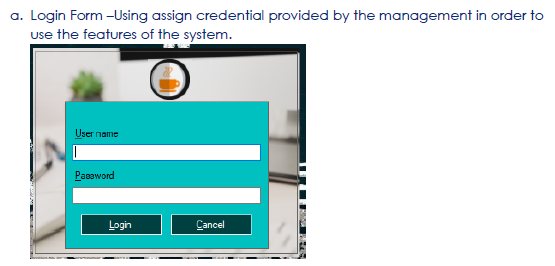 a. Login Form –Using assign credential provided by the management in order to
use the features of the system.
User name
Password
Login Cancel